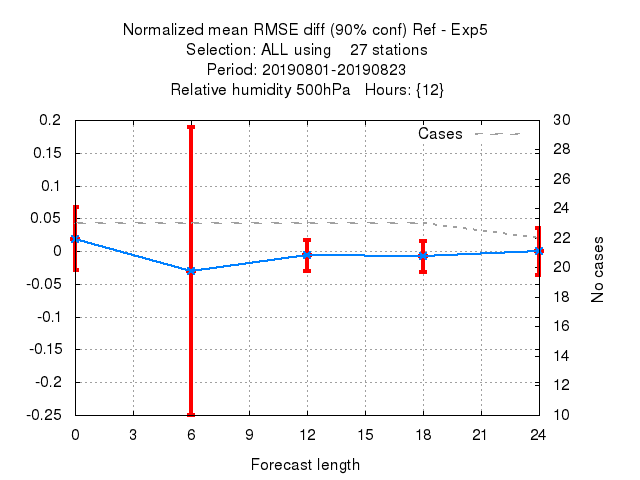 Normalized mean RMSE diff (90% conf) Ref - Exp5
Selection: ALL using    27 stations
Period: 20190801-20190823
Relative humidity 500hPa   Hours: {12}
Cases
0.2
0.15
0.1
0.05
0
-0.05
-0.1
-0.15
-0.2
-0.25
30
28
26
24
22
20
18
16
14
12
10
No cases
0 3 6 9 12 15 18 21 24
Forecast length